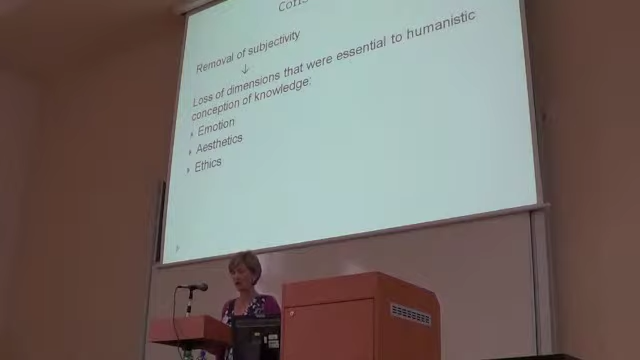 Removal of subjectivity
↓
Loss of dimensions that were essential to humanistic
conception of knowledge:
Emotion
Aesthetics
Ethics